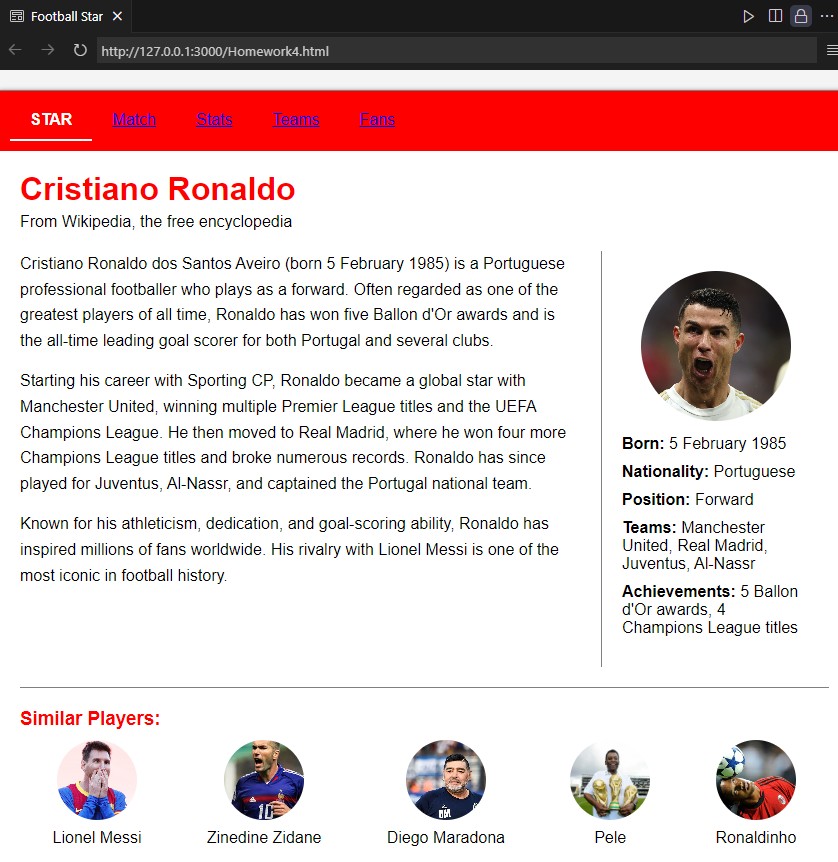 Football Star
http://127.0.0.1:3000/Homework4.html
STAR Match Stats Teams Fans
Cristiano Ronaldo
From Wikipedia, the free encyclopedia
Cristiano Ronaldo dos Santos Aveiro (born 5 February 1985) is a Portuguese
professional footballer who plays as a forward. Often regarded as one of the
greatest players of all time, Ronaldo has won five Ballon d'Or awards and is
the all-time leading goal scorer for both Portugal and several clubs.
Starting his career with Sporting CP, Ronaldo became a global star with
Manchester United, winning multiple Premier League titles and the UEFA
Champions League. He then moved to Real Madrid, where he won four more
Champions League titles and broke numerous records. Ronaldo has since
played for Juventus, Al-Nassr, and captained the Portugal national team.
Known for his athleticism, dedication, and goal-scoring ability, Ronaldo has
inspired millions of fans worldwide. His rivalry with Lionel Messi is one of the
most iconic in football history.
Born: 5 February 1985
Nationality: Portuguese
Position: Forward
Teams: Manchester
United, Real Madrid,
Juventus, Al-Nassr
Achievements: 5 Ballon
d'Or awards, 4
Champions League titles
Similar Players:
10
Lionel Messi Zinedine Zidane Diego Maradona Pele Ronaldinho